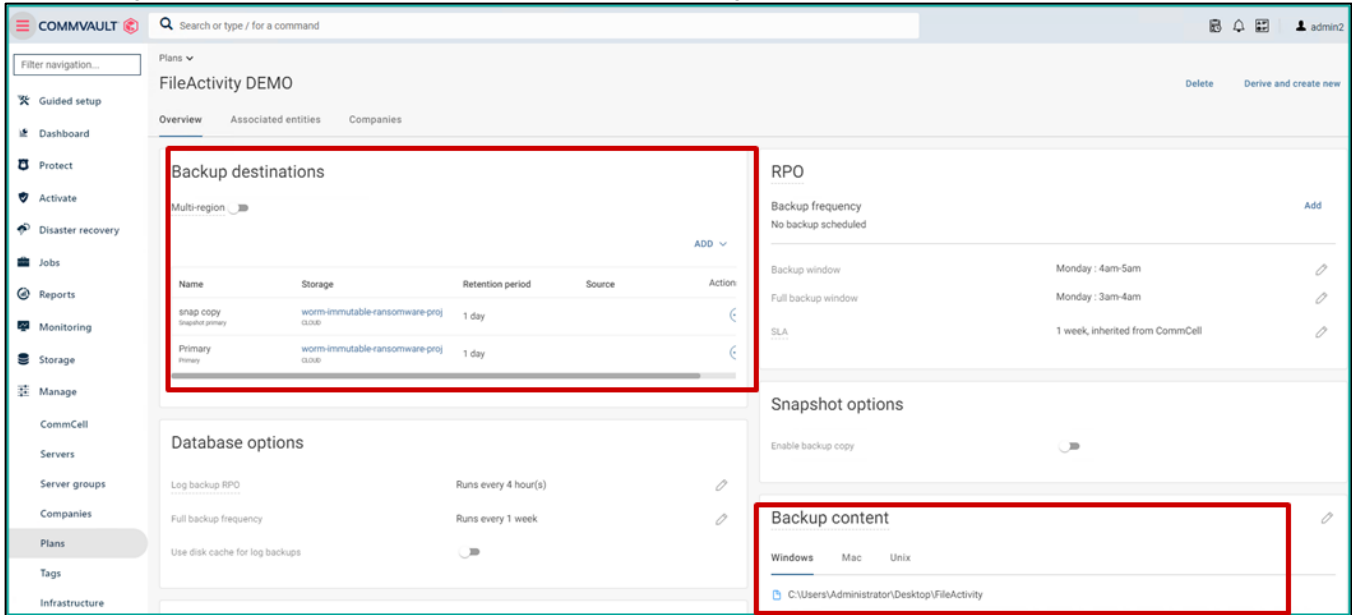 COMMVAULT
Search or type / for a command
admin2
Filter navigation...
Guided setup
Dashboard
Protect
Activate
Disaster recovery
Jobs
Reports
Monitoring
Storage
Manage
CommCell
Servers
Server groups
Companies
Plans
Tags
Infrastructure
Plans
FileActivity DEMO
Delete
Derive and create new
Overview
Associated entities
Companies
Backup destinations
Multi-region
ADD
Name Storage Retention period Source Action
snap copy worm-immutable-ransomware-proj 1 day
Snapshot primary CLOUD
Primary worm-immutable-ransomware-proj 1 day
Primary CLOUD
Database options
Log backup RPO Runs every 4 hour(s)
Full backup frequency Runs every 1 week
Use disk cache for log backups
RPO
Backup frequency Add
No backup scheduled
Backup window Monday : 4am-5am
Full backup window Monday : 3am-4am
SLA 1 week, inherited from CommCell
Snapshot options
Enable backup copy
Backup content
Windows Mac Unix
C:\Users\Administrator\Desktop\FileActivity